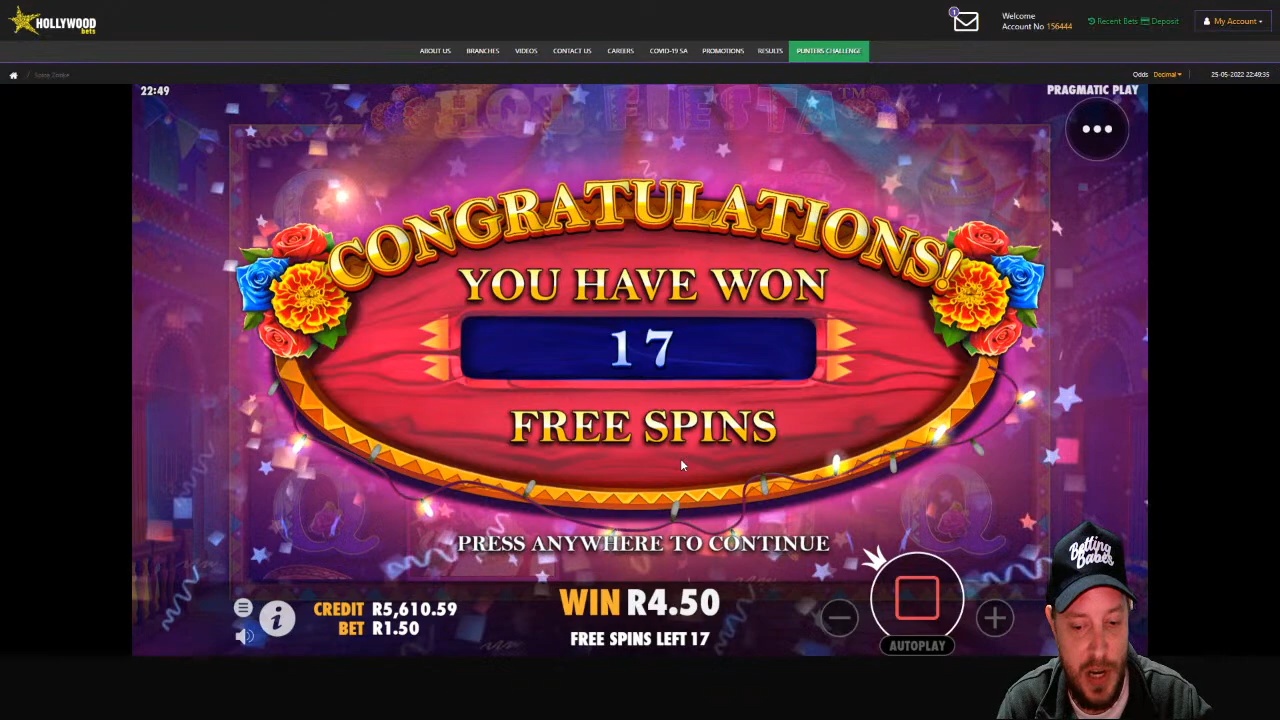 HOLLYWOOD
bets
1
Welcome
Account No 156444
Recent Bets Deposit
My Account
ABOUT US BRANCHES VIDEOS CONTACT US CAREERS COVID-19 SA PROMOTIONS RESULTS PUNTERS CHALLENGE
Odds Decimal 25-05-2022 22:49:35
22:49
PRAGMATIC PLAY
HOT FIESTA™
CONGRATULATIONS!
YOU HAVE WON
17
FREE SPINS
Q Q
PRESS ANYWHERE TO CONTINUE
CREDIT R5,610.59
BET R1.50
WIN R4.50
FREE SPINS LEFT 17
AUTOPLAY
Betting
Babes